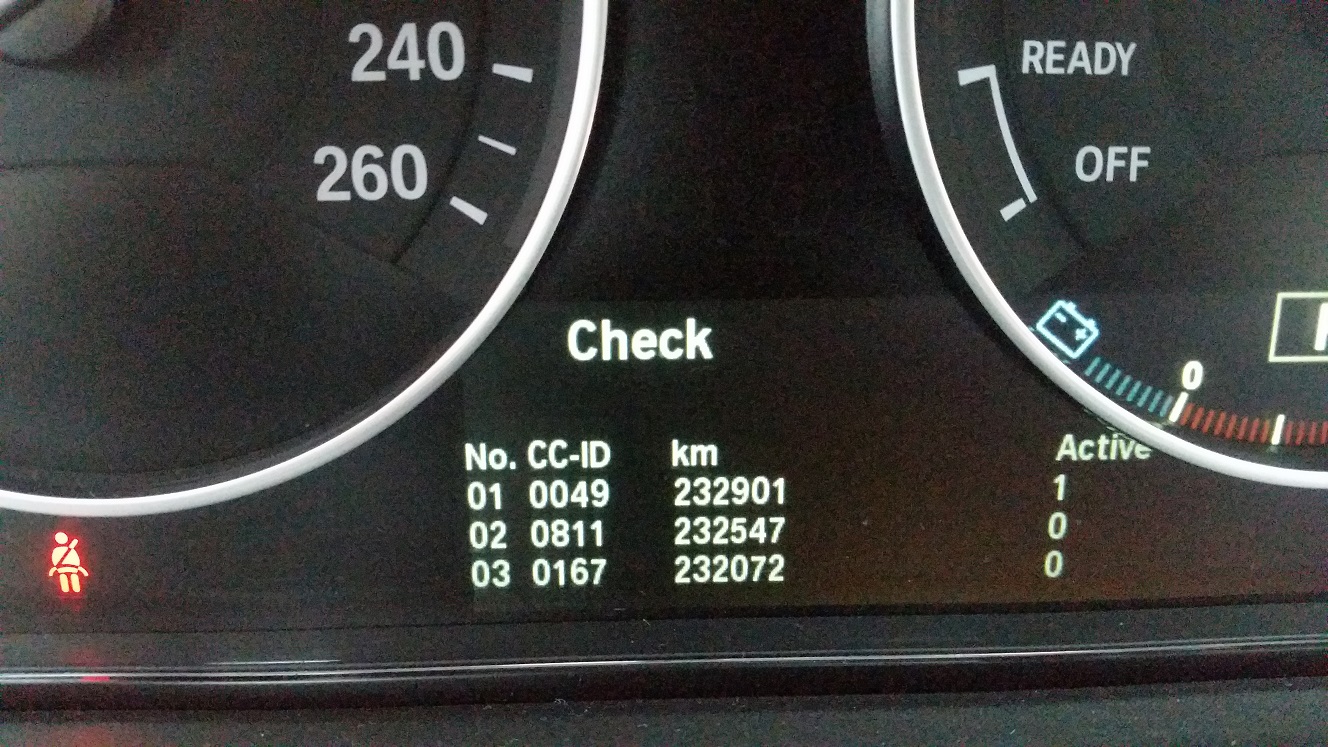 240
260
READY
OFF
0
Check
No. CC-ID km Active
01 0049 232901 1
02 0811 232547 0
03 0167 232072 0